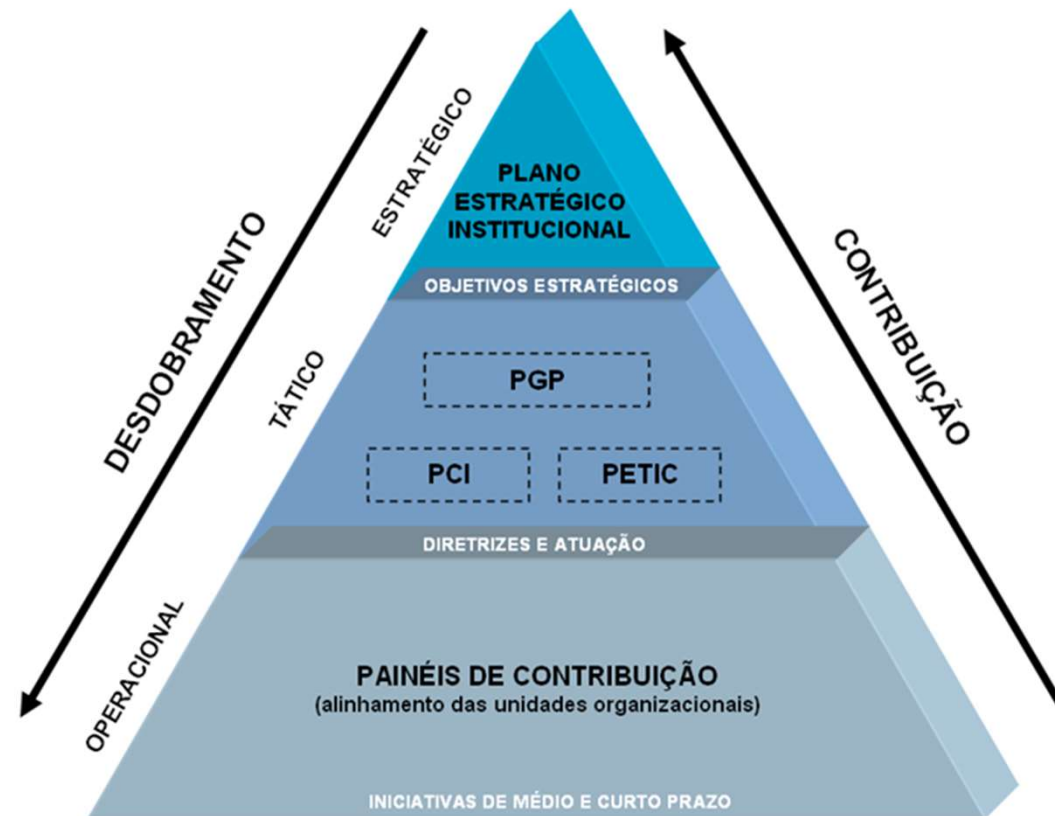 DESDOBRAMENTO
ESTRATÉGICO
TÁTICO
OPERACIONAL
PLANO
ESTRATÉGICO
INSTITUCIONAL
OBJETIVOS ESTRATÉGICOS
PGP
PCI
PETIC
DIRETRIZES E ATUAÇÃO
PAINÉIS DE CONTRIBUIÇÃO
(alinhamento das unidades organizacionais)
INICIATIVAS DE MÉDIO E CURTO PRAZO
CONTRIBUIÇÃO